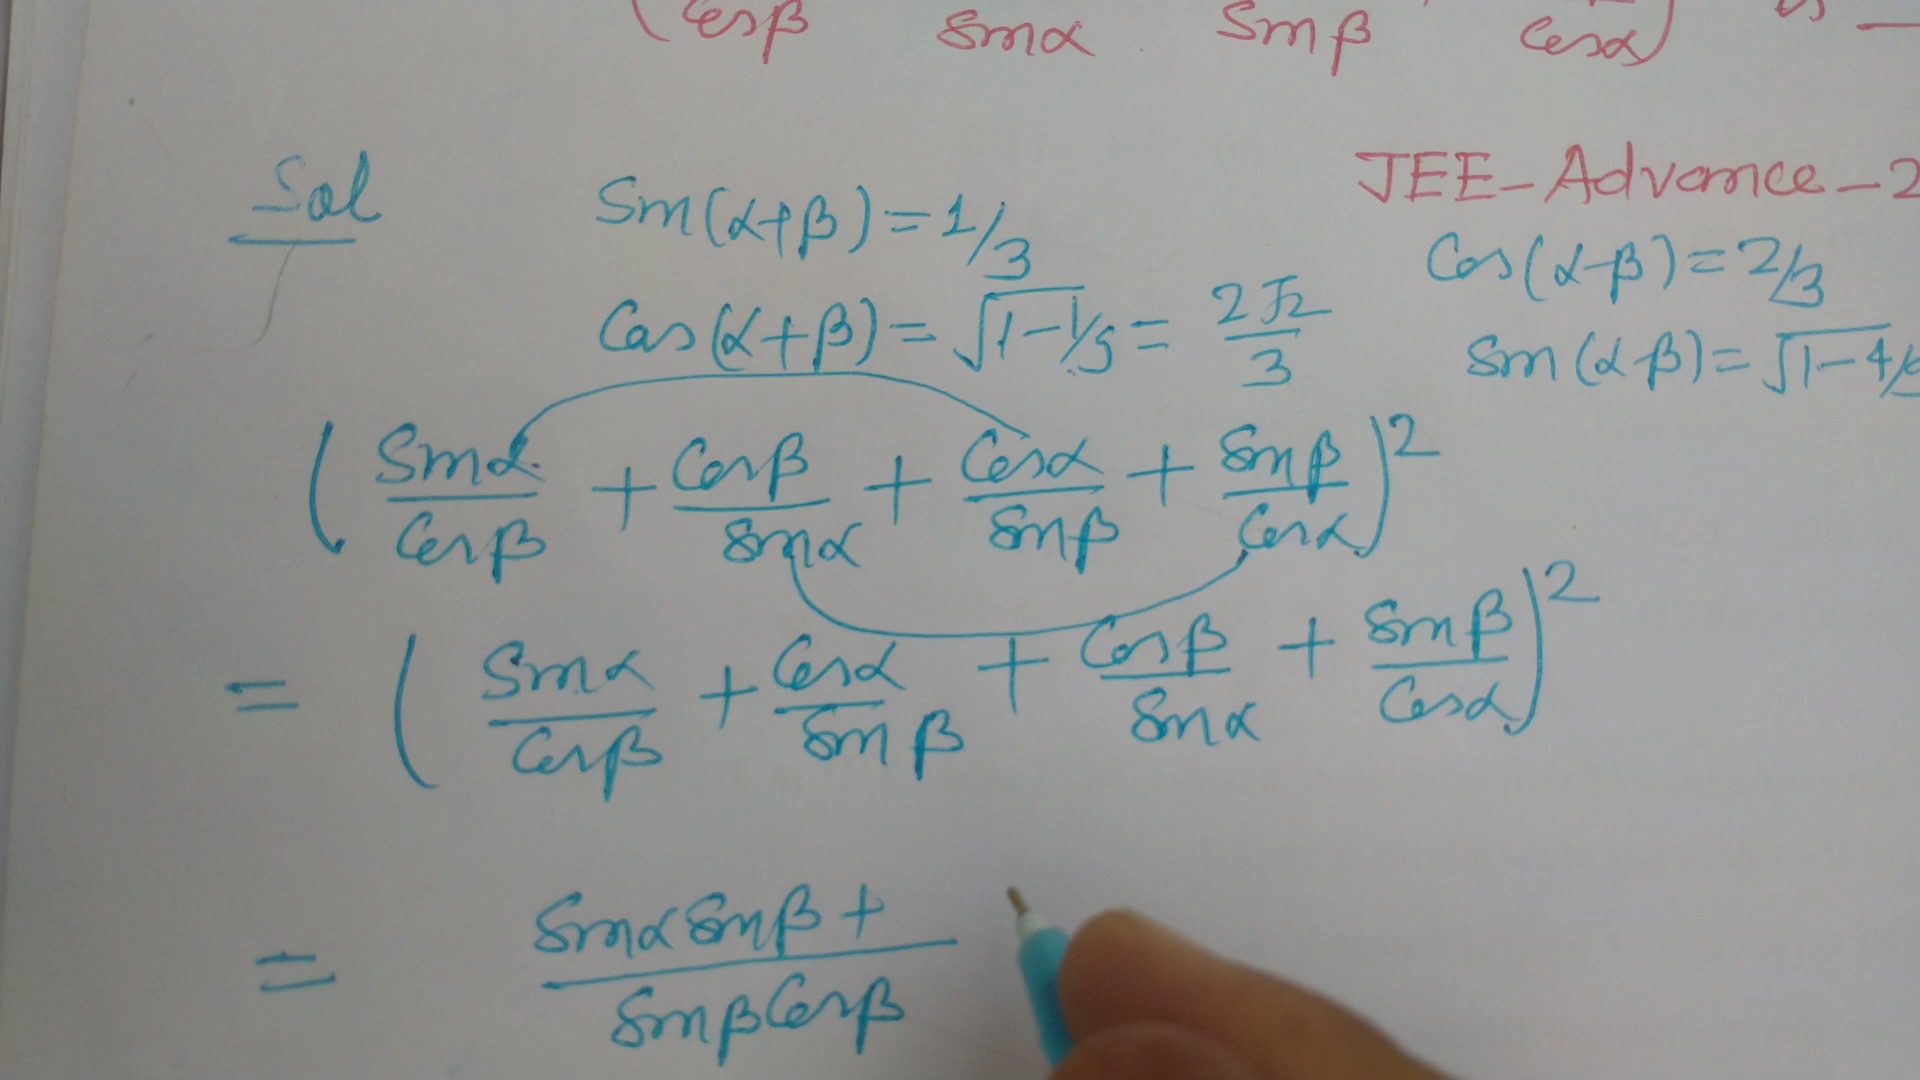 (Cosβ Sinα Sinβ Cosα) is
JEE-Advance-2
Sol Sin(α+β)=1/3 Cos(α-β)=2/3
Cos(α+β)=√1-1/9=2√2/3 Sin(α-β)=√1-4/9
(Sinα/Cosβ + Cosβ/Sinα + Cosα/Sinβ + Sinβ/Cosα)²
= (Sinα/Cosβ + Cosα/Sinβ + Cosβ/Sinα + Sinβ/Cosα)²
= Sinα Sinβ + / Sinβ Cosβ